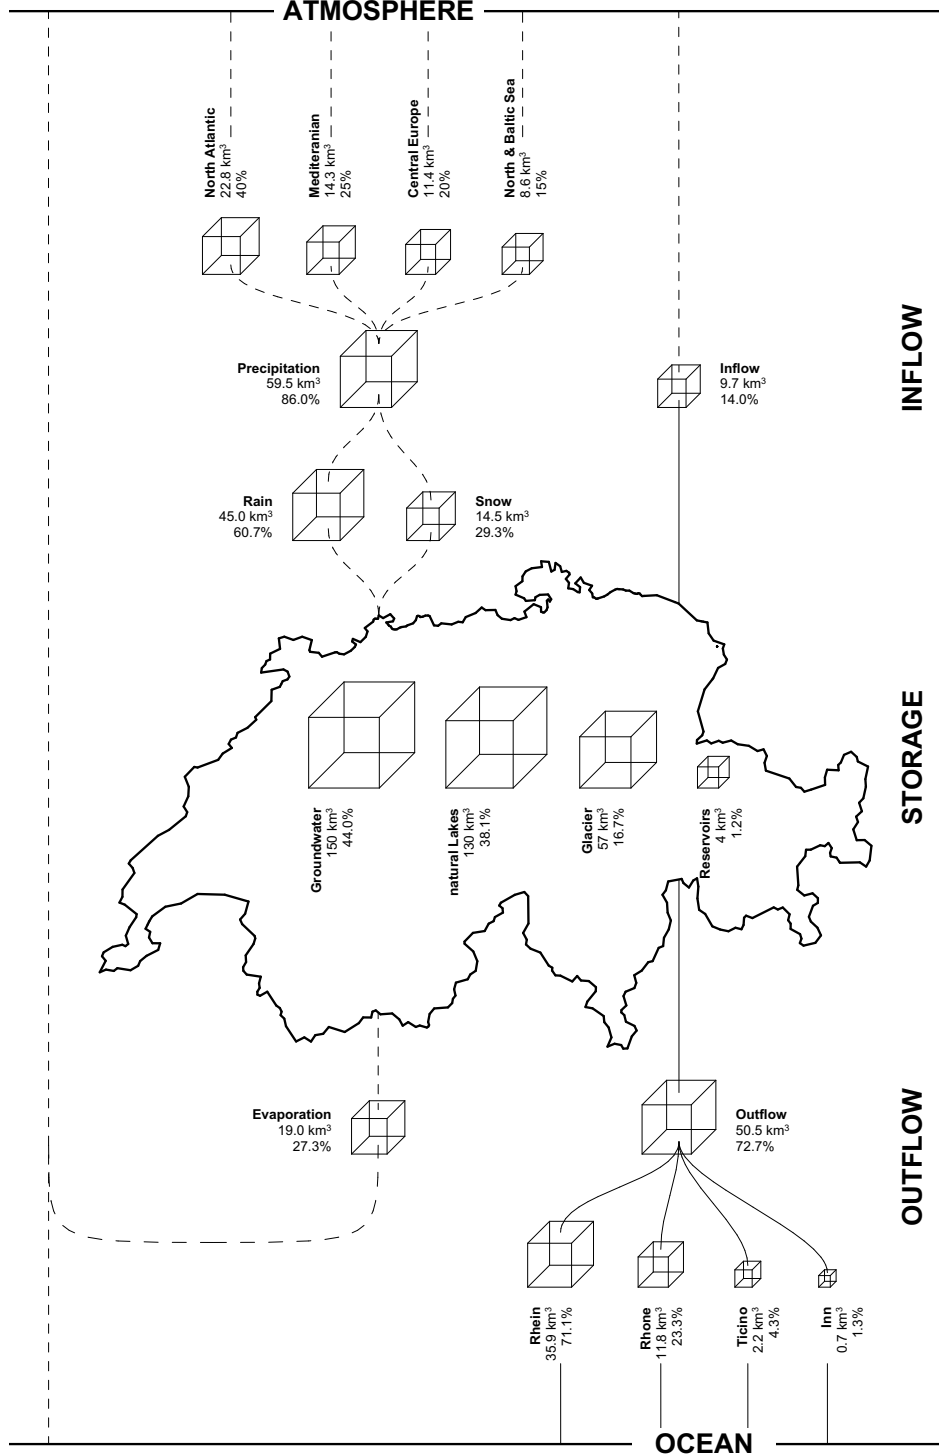 ATMOSPHERE
North Atlantic
22.8 km³
40%
Mediteranian
14.3 km³
25%
Central Europe
11.4 km³
20%
North & Baltic Sea
8.6 km³
15%
INFLOW
Precipitation
59.5 km³
86.0%
Inflow
9.7 km³
14.0%
Rain
45.0 km³
60.7%
Snow
14.5 km³
29.3%
STORAGE
Groundwater
150 km³
44.0%
natural Lakes
130 km³
38.1%
Glacier
57 km³
16.7%
Reservoirs
4 km³
1.2%
OUTFLOW
Evaporation
19.0 km³
27.3%
Outflow
50.5 km³
72.7%
Rhein
35.9 km³
71.1%
Rhone
11.8 km³
23.3%
Ticino
2.2 km³
4.3%
Inn
0.7 km³
1.3%
OCEAN